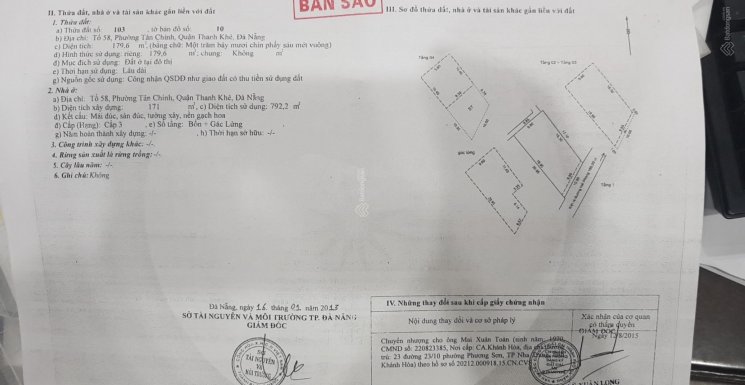 BẢN SAO
II. Thửa đất, nhà ở và tài sản khác gắn liền với đất
1. Thửa đất:
a) Thửa đất số: 103 , tờ bản đồ số: 10
b) Địa chỉ: Tổ 58, Phường Tân Chính, Quận Thanh Khê, Đà Nẵng
c) Diện tích: 179,6 m², (bằng chữ: Một trăm bảy mươi chín phẩy sáu mét vuông)
d) Hình thức sử dụng: riêng: 179,6 m², chung: Không m²
đ) Mục đích sử dụng: Đất ở tại đô thị
e) Thời hạn sử dụng: Lâu dài
g) Nguồn gốc sử dụng: Công nhận QSDĐ như giao đất có thu tiền sử dụng đất
2. Nhà ở:
a) Địa chỉ: Tổ 58, Phường Tân Chính, Quận Thanh Khê, Đà Nẵng
b) Diện tích xây dựng: 171 m², c) Diện tích sử dụng: 792,2 m²
d) Kết cấu: Mái đúc, sàn đúc, tường xây, nền gạch hoa
đ) Cấp (Hạng): Cấp 3 , e) Số tầng: Bốn + Gác Lửng
g) Năm hoàn thành xây dựng: -/- , h) Thời hạn sở hữu: -/-
3. Công trình xây dựng khác: -/-
4. Rừng sản xuất là rừng trồng: -/-
5. Cây lâu năm: -/-
6. Ghi chú: Không
III. Sơ đồ thửa đất, nhà ở và tài sản khác gắn liền với đất
Tầng 04
Tầng 02 - Tầng 03
ST
gác lửng
Tầng 1
Đà Nẵng, ngày 16 tháng 01 năm 2013
SỞ TÀI NGUYÊN VÀ MÔI TRƯỜNG TP. ĐÀ NẴNG
GIÁM ĐỐC
SỞ
TÀI NGUYÊN
VÀ
MÔI TRƯỜNG
IV. Những thay đổi sau khi cấp giấy chứng nhận
Nội dung thay đổi và cơ sở pháp lý
Xác nhận của cơ quan
có thẩm quyền
GIÁM ĐỐC
Ngày 12/8/2015
Chuyển nhượng cho ông Mai Xuân Toàn (sinh năm: 1970,
CMND số: 220823385, Nơi cấp: CA.Khánh Hòa, địa chỉ thường
trú: 23 đường 23/10 phường Phương Sơn, TP Nha Trang, tỉnh
Khánh Hòa) theo hồ sơ số 20212.000918.15.CN.CVS
XUÂN LONG
Batdongsan